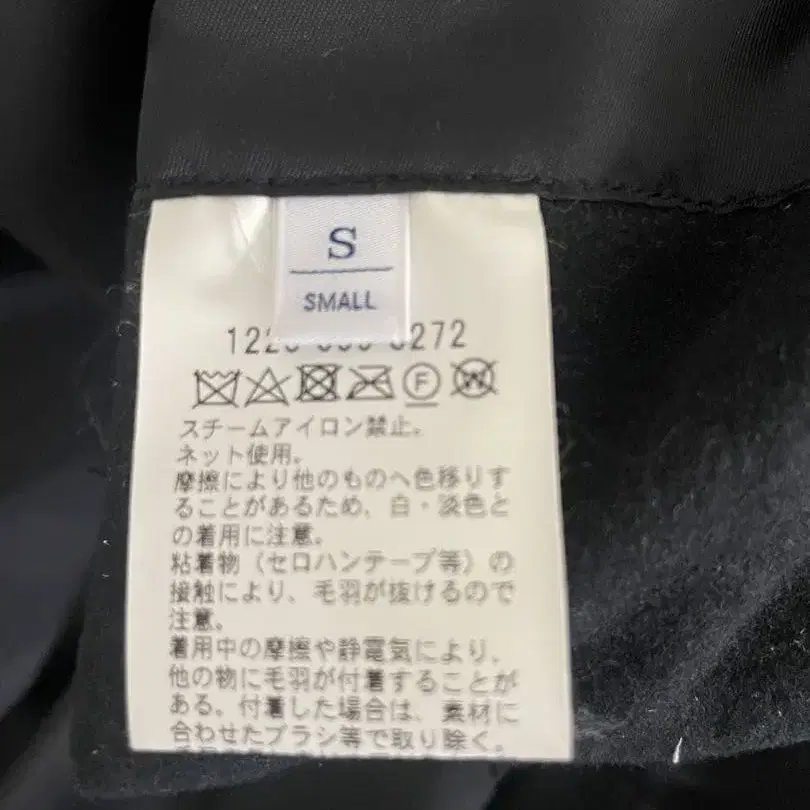 S
SMALL
スチームアイロン禁止。
ネット使用。
摩擦により他のものへ色移りす
ることがあるため、白・淡色と
の着用に注意。
粘着物（セロハンテープ等）の
接触により、毛羽が抜けるので
注意。
着用中の摩擦や静電気により、
他の物に毛羽が付着することが
ある。付着した場合は、素材に
合わせたブラシ等で取り除く。